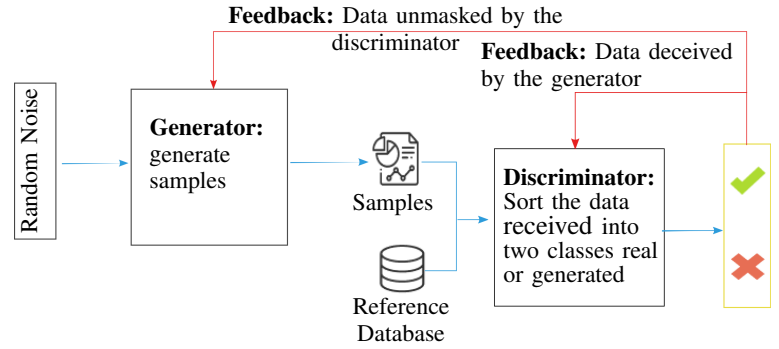 Feedback: Data unmasked by the
discriminator
Feedback: Data deceived
by the generator
Random Noise
Generator:
generate
samples
Samples
Reference
Database
Discriminator:
Sort the data
received into
two classes real
or generated